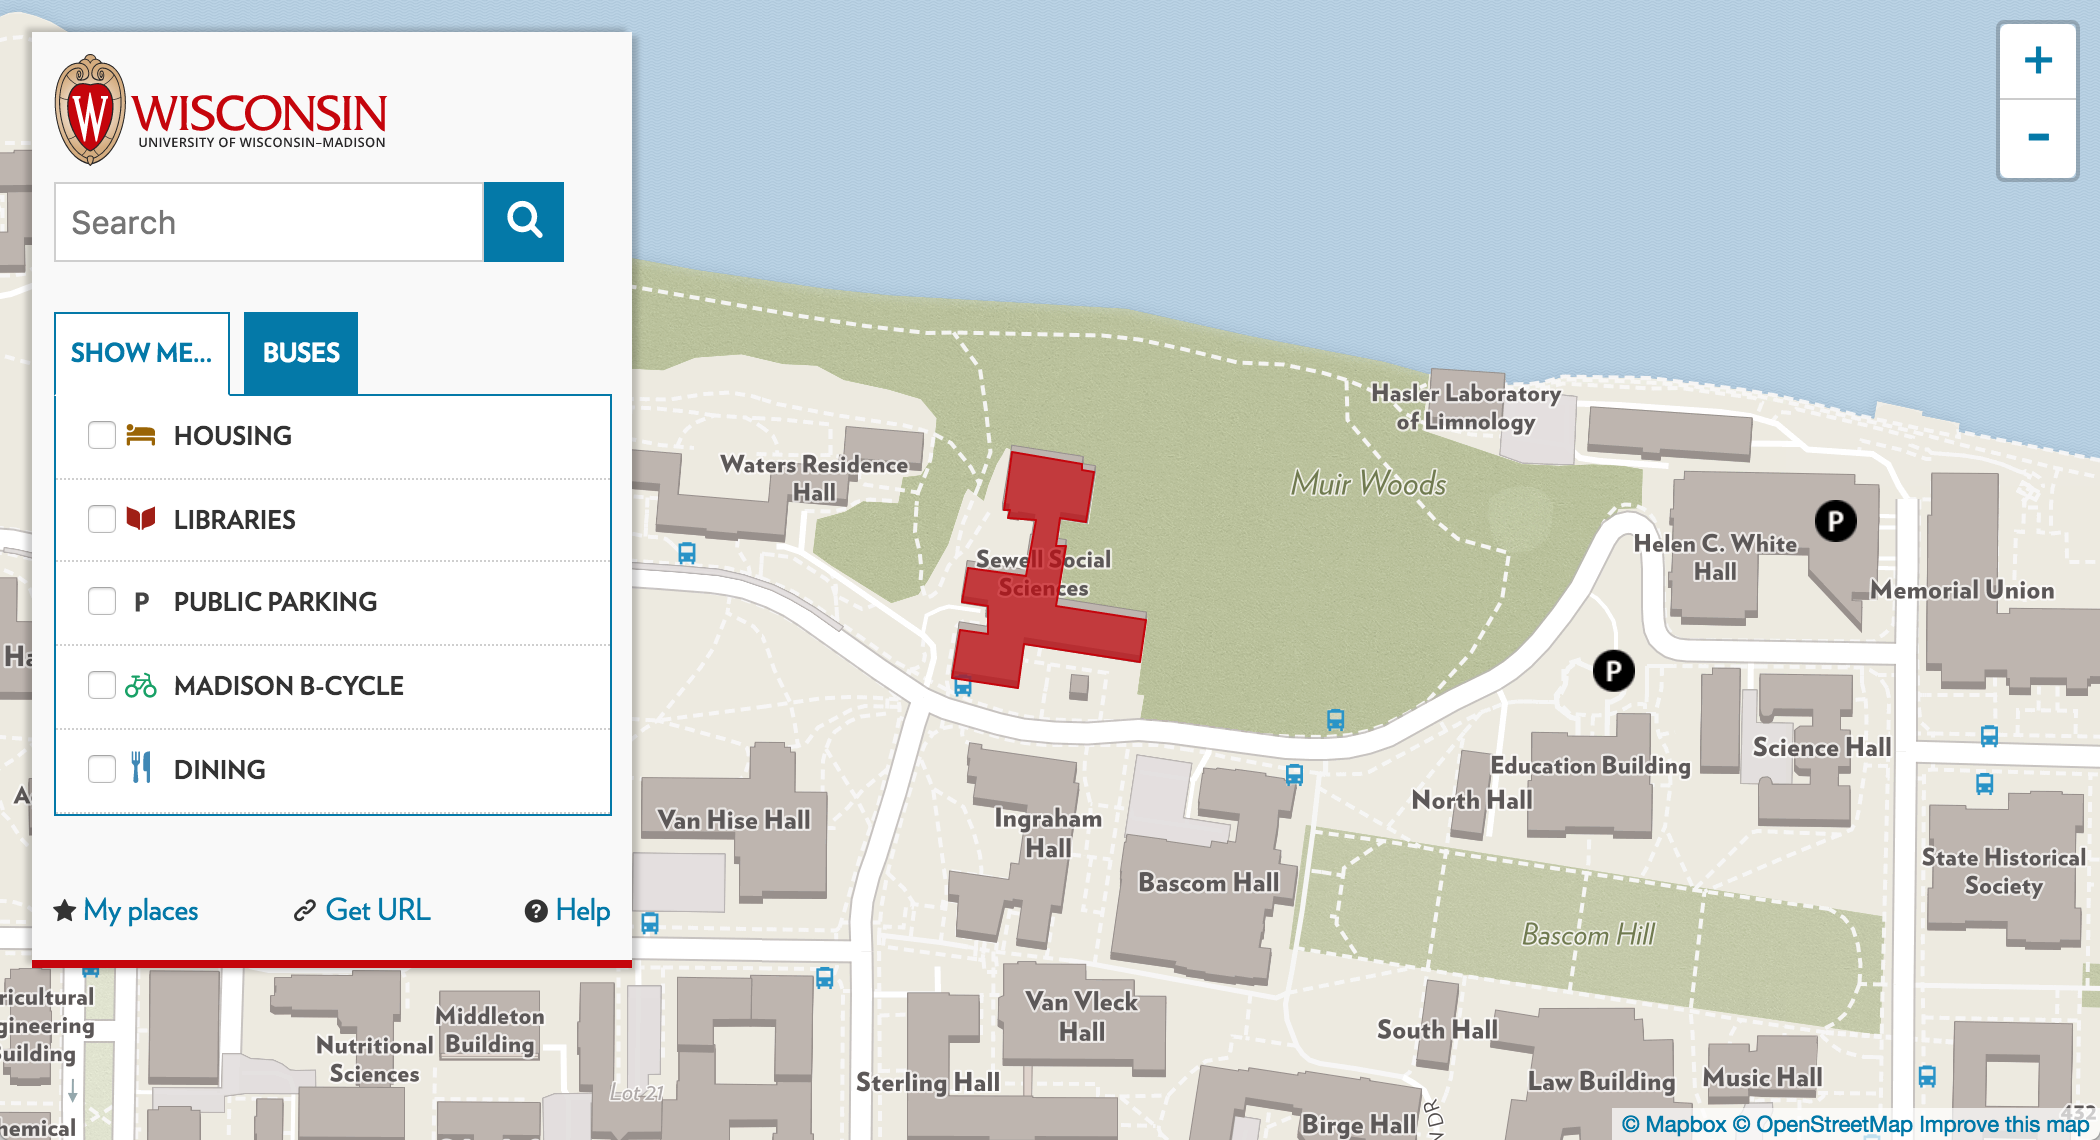 W
WISCONSIN
UNIVERSITY OF WISCONSIN–MADISON
Search
SHOW ME...
BUSES
HOUSING
LIBRARIES
P PUBLIC PARKING
MADISON B-CYCLE
DINING
My places
Get URL
? Help
+
-
Hasler Laboratory
of Limnology
Waters Residence
Hall
Muir Woods
Sewell Social
Sciences
P
Helen C. White
Hall
Memorial Union
P
Science Hall
Education Building
North Hall
Van Hise Hall
Ingraham
Hall
Bascom Hall
State Historical
Society
Bascom Hill
Van Vleck
Hall
South Hall
Middleton
Building
Nutritional
Sciences
Sterling Hall
Law Building
Music Hall
Lot 21
Birge Hall
DR
432
© Mapbox © OpenStreetMap Improve this map